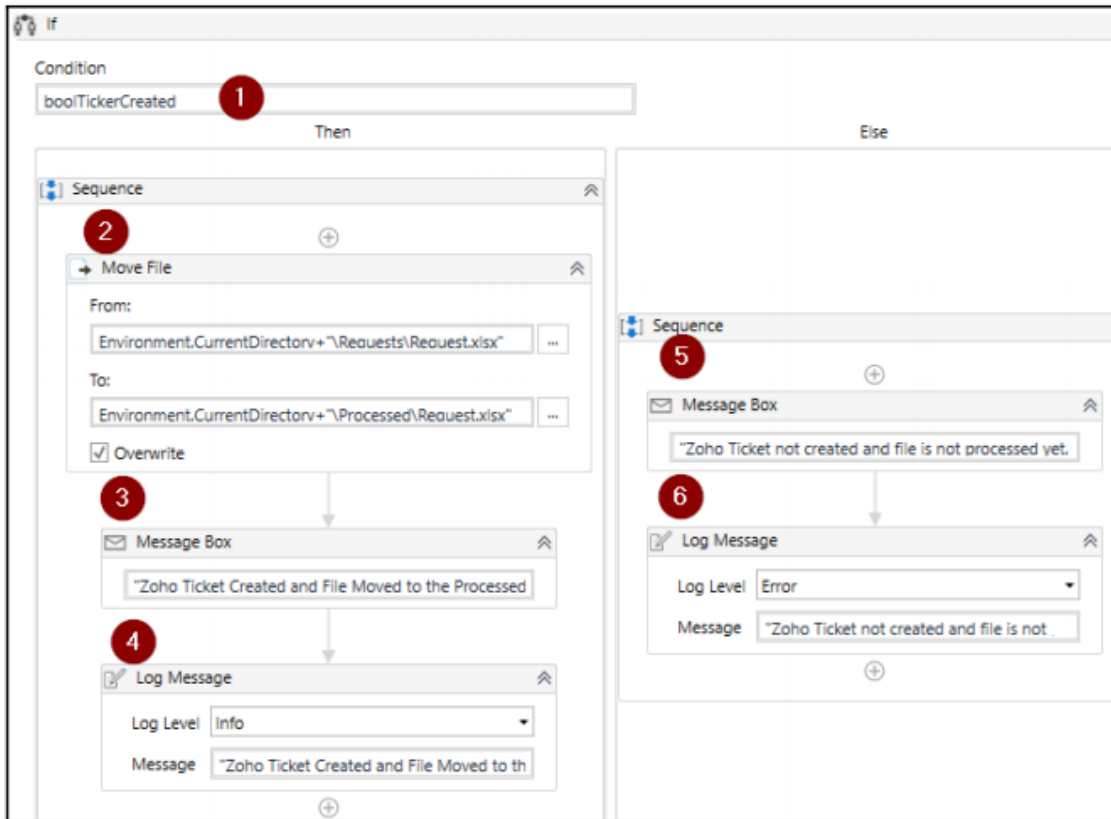 If
Condition
boolTickerCreated
1
Then
Else
Sequence
2
Move File
From:
Environment.CurrentDirectory+"\Requests\Request.xlsx"
...
To:
Environment.CurrentDirectory+"\Processed\Request.xlsx"
...
Overwrite
3
Message Box
"Zoho Ticket Created and File Moved to the Processed
4
Log Message
Log Level Info
Message "Zoho Ticket Created and File Moved to th
Sequence
5
Message Box
"Zoho Ticket not created and file is not processed yet.
6
Log Message
Log Level Error
Message "Zoho Ticket not created and file is not